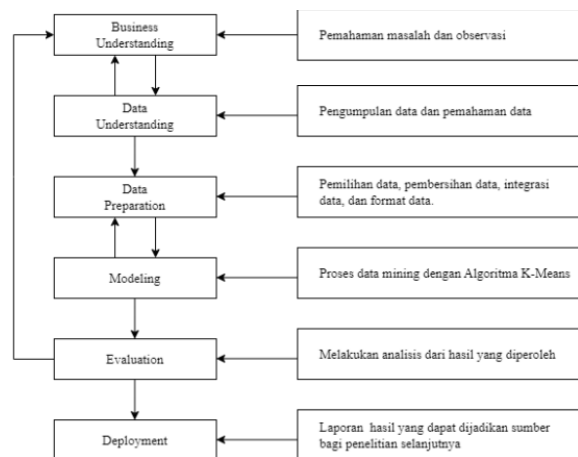 Business
Understanding
Pemahaman masalah dan observasi
Data
Understanding
Pengumpulan data dan pemahaman data
Data
Preparation
Pemilihan data, pembersihan data, integrasi
data, dan format data.
Modeling
Proses data mining dengan Algoritma K-Means
Evaluation
Melakukan analisis dari hasil yang diperoleh
Deployment
Laporan hasil yang dapat dijadikan sumber
bagi penelitian selanjutnya